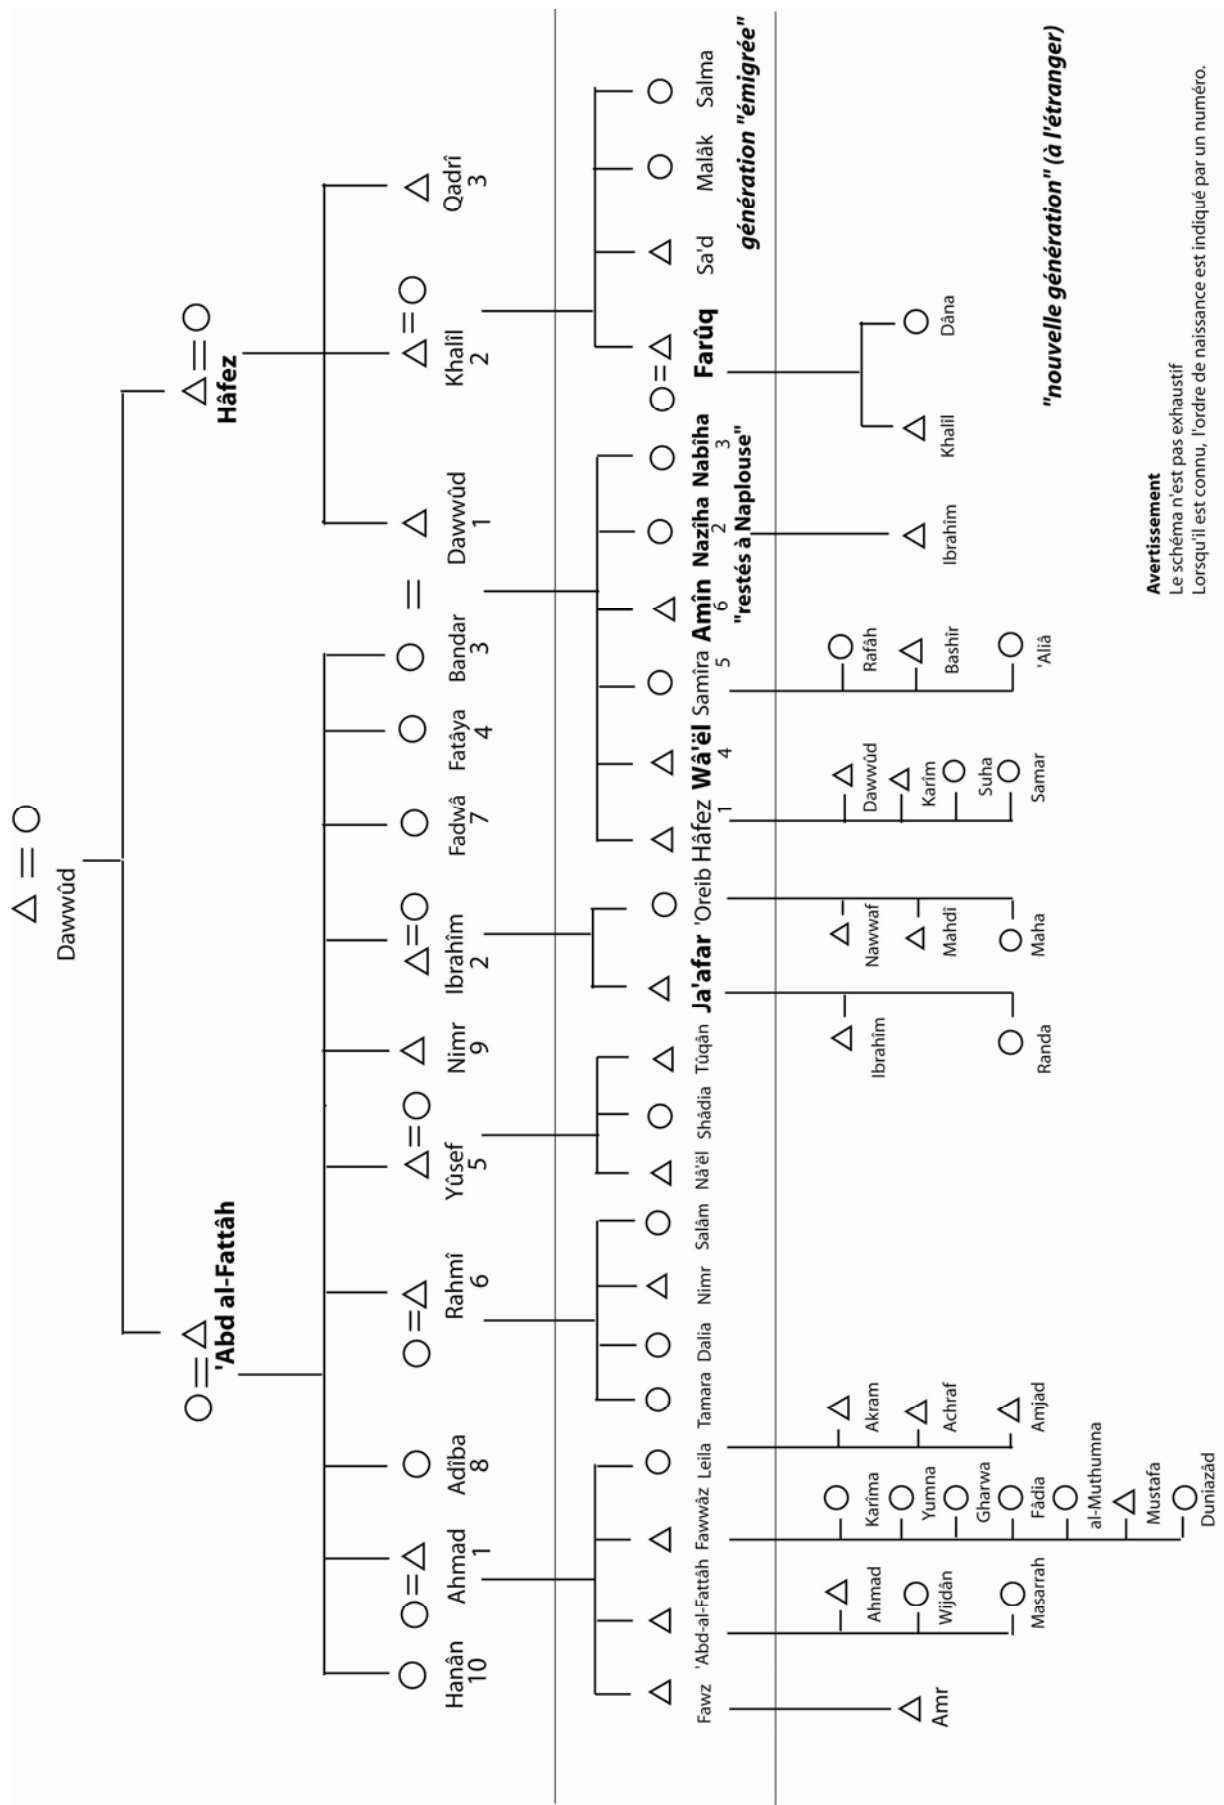 Dawwûd
'Abd al-Fattâh
Hâfez
Hanân
10
Ahmad
1
Adîba
8
Rahmî
6
Yûsef
5
Nimr
9
Ibrahîm
2
Fadwâ
7
Fatâya
4
Bandar
3
Dawwûd
1
Khalîl
2
Qadrî
3
Fawz
'Abd-al-Fattâh
Fawwâz
Leila
Tamara
Dalia
Nimr
Salâm
Nâ'ël
Shâdia
Tûqân
Ja'afar
'Oreib
Hâfez
1
Wâ'ël
4
Samîra
5
Amîn
6
Nazîha
2
Nabîha
3
Farûq
Sa'd
Malâk
Salma
"restés à Naplouse"
génération "émigrée"
Amr
Ahmad
Wijdân
Masarrah
Karîma
Yumna
Gharwa
Fâdia
al-Muthumna
Mustafa
Duniazâd
Akram
Achraf
Amjad
Ibrahîm
Randa
Nawwaf
Mahdî
Maha
Dawwûd
Karîm
Suha
Samar
Rafâh
Bashîr
'Aliâ
Ibrahîm
Khalîl
Dâna
"nouvelle génération" (à l'étranger)
Avertissement
Le schéma n'est pas exhaustif
Lorsqu'il est connu, l'ordre de naissance est indiqué par un numéro.